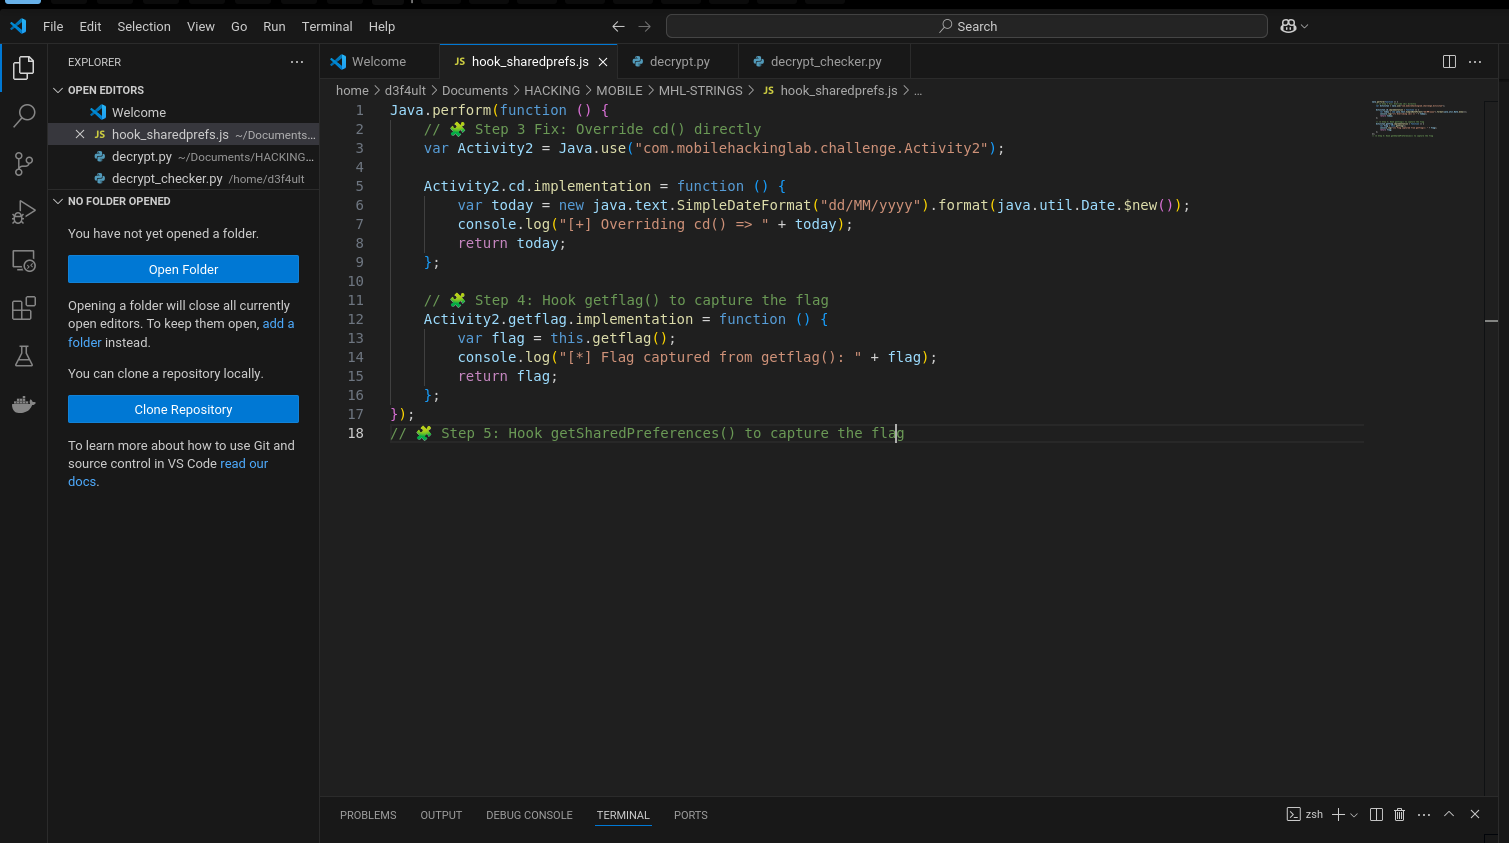 File Edit Selection View Go Run Terminal Help
Search
EXPLORER
OPEN EDITORS
Welcome
JS hook_sharedprefs.js ~/Documents...
decrypt.py ~/Documents/HACKING...
decrypt_checker.py /home/d3f4ult
NO FOLDER OPENED
You have not yet opened a folder.
Open Folder
Opening a folder will close all currently
open editors. To keep them open, add a
folder instead.
You can clone a repository locally.
Clone Repository
To learn more about how to use Git and
source control in VS Code read our
docs.
Welcome JS hook_sharedprefs.js decrypt.py decrypt_checker.py
home > d3f4ult > Documents > HACKING > MOBILE > MHL-STRINGS > JS hook_sharedprefs.js > ...
1 Java.perform(function () {
2 // 🧩 Step 3 Fix: Override cd() directly
3 var Activity2 = Java.use("com.mobilehackinglab.challenge.Activity2");
4
5 Activity2.cd.implementation = function () {
6 var today = new java.text.SimpleDateFormat("dd/MM/yyyy").format(java.util.Date.$new());
7 console.log("[+] Overriding cd() => " + today);
8 return today;
9 };
10
11 // 🧩 Step 4: Hook getflag() to capture the flag
12 Activity2.getflag.implementation = function () {
13 var flag = this.getflag();
14 console.log("[*] Flag captured from getflag(): " + flag);
15 return flag;
16 };
17 });
18 // 🧩 Step 5: Hook getSharedPreferences() to capture the flag
PROBLEMS OUTPUT DEBUG CONSOLE TERMINAL PORTS
zsh